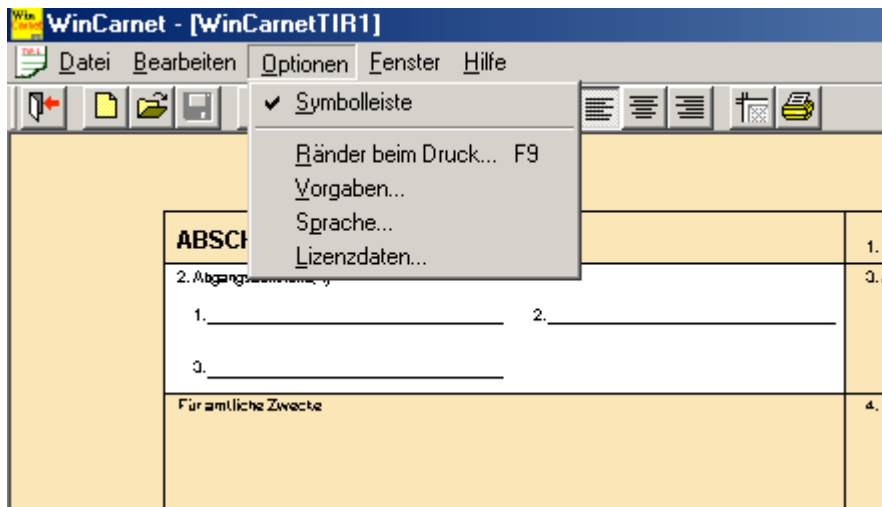 WinCarnet - [WinCarnetTIR1]
Datei Bearbeiten Optionen Fenster Hilfe
Symbolleiste
Ränder beim Druck... F9
Vorgaben...
Sprache...
Lizenzdaten...
ABSCH
1.
2.
3.
1.
2.
3.
Für amtliche Zwecke
4.